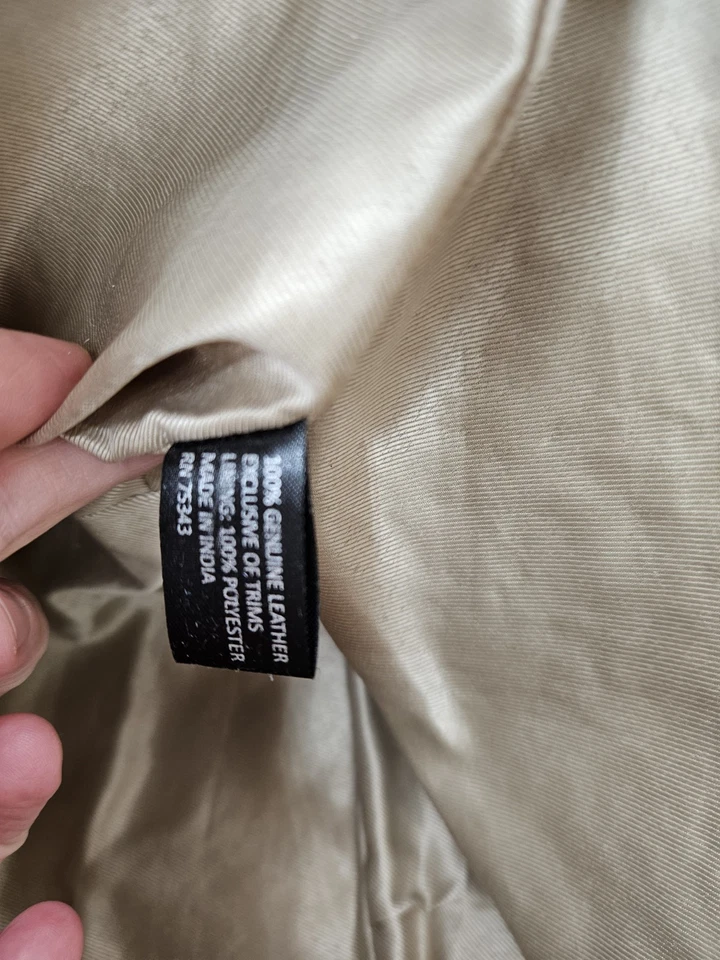 100% GENUINE LEATHER
EXCLUSIVE OF TRIMS
LINING: 100% POLYESTER
MADE IN INDIA
RN 75343